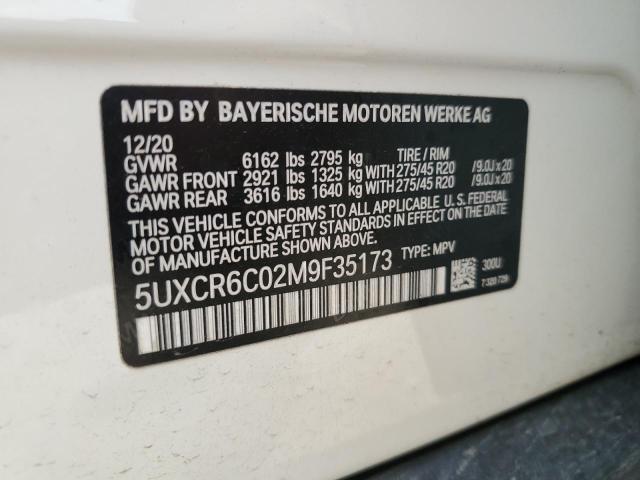 MFD BY BAYERISCHE MOTOREN WERKE AG
12/20 TIRE / RIM
GVWR 6162 lbs 2795 kg
GAWR FRONT 2921 lbs 1325 kg WITH 275/45 R20 /9.0J x 20
GAWR REAR 3616 lbs 1640 kg WITH 275/45 R20 /9.0J x 20
THIS VEHICLE CONFORMS TO ALL APPLICABLE U.S. FEDERAL
MOTOR VEHICLE SAFETY STANDARDS IN EFFECT ON THE
DATE OF MANUFACTURE SHOWN ABOVE.
5UXCR6C02M9F35173 TYPE: MPV
300U
7 320 729